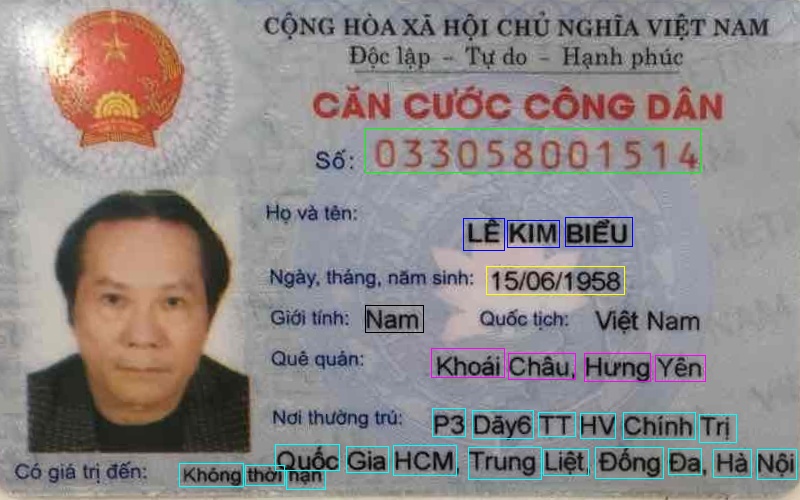 CỘNG HÒA XÃ HỘI CHỦ NGHĨA VIỆT NAM
Độc lập - Tự do - Hạnh phúc
CĂN CƯỚC CÔNG DÂN
Số: 033058001514
Họ và tên:
LÊ KIM BIỂU
Ngày, tháng, năm sinh: 15/06/1958
Giới tính: Nam Quốc tịch: Việt Nam
Quê quán: Khoái Châu, Hưng Yên
Nơi thường trú: P3 Dãy6 TT HV Chính Trị
Quốc Gia HCM, Trung Liệt, Đống Đa, Hà Nội
Có giá trị đến: Không thời hạn